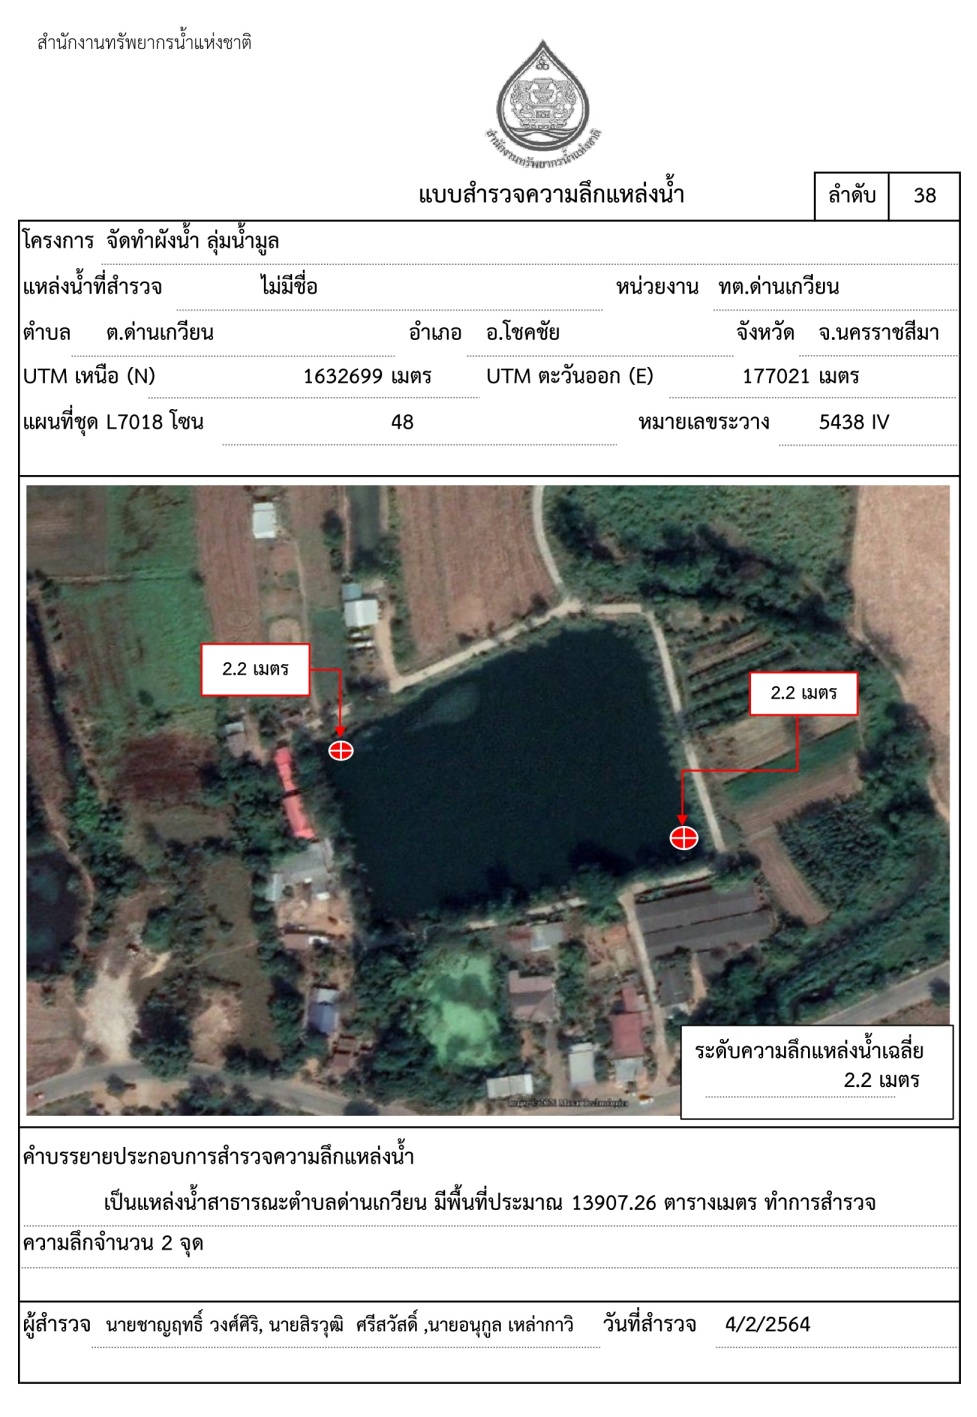 สำนักงานทรัพยากรน้ำแห่งชาติ
สำนักงานทรัพยากรน้ำแห่งชาติ
แบบสำรวจความลึกแหล่งน้ำ ลำดับ 38
โครงการ จัดทำผังน้ำ ลุ่มน้ำมูล
แหล่งน้ำที่สำรวจ ไม่มีชื่อ หน่วยงาน ทต.ด่านเกวียน
ตำบล ต.ด่านเกวียน อำเภอ อ.โชคชัย จังหวัด จ.นครราชสีมา
UTM เหนือ (N) 1632699 เมตร UTM ตะวันออก (E) 177021 เมตร
แผนที่ชุด L7018 โซน 48 หมายเลขระวาง 5438 IV
2.2 เมตร
2.2 เมตร
ระดับความลึกแหล่งน้ำเฉลี่ย
2.2 เมตร
คำบรรยายประกอบการสำรวจความลึกแหล่งน้ำ
เป็นแหล่งน้ำสาธารณะตำบลด่านเกวียน มีพื้นที่ประมาณ 13907.26 ตารางเมตร ทำการสำรวจ
ความลึกจำนวน 2 จุด
ผู้สำรวจ นายชาญฤทธิ์ วงศ์ศิริ, นายสิรวุฒิ ศรีสวัสดิ์ ,นายอนุกูล เหล่ากาวิ วันที่สำรวจ 4/2/2564